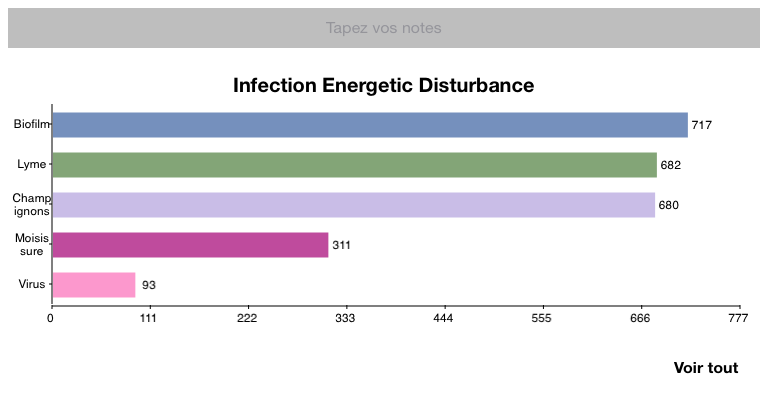 Tapez vos notes
Infection Energetic Disturbance
Biofilm
717
Lyme
682
Champ
ignons
680
Moisis
sure
311
Virus
93
0 111 222 333 444 555 666 777
Voir tout